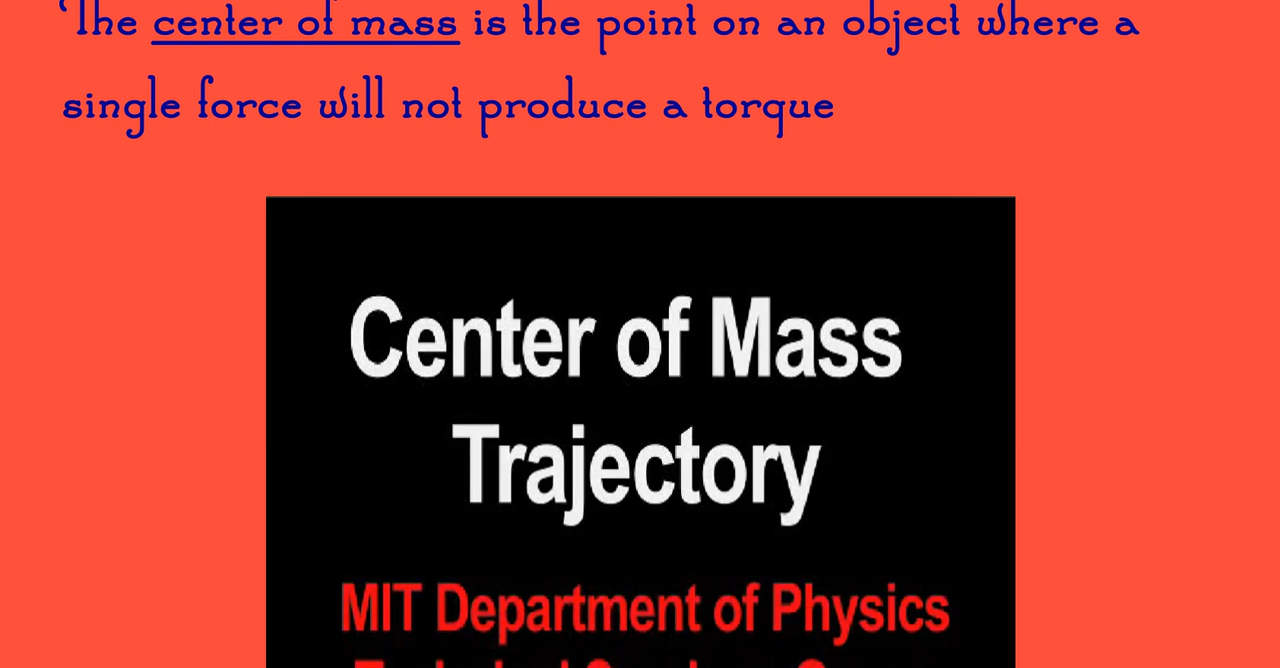 The center of mass is the point on an object where a
single force will not produce a torque
Center of Mass
Trajectory
MIT Department of Physics